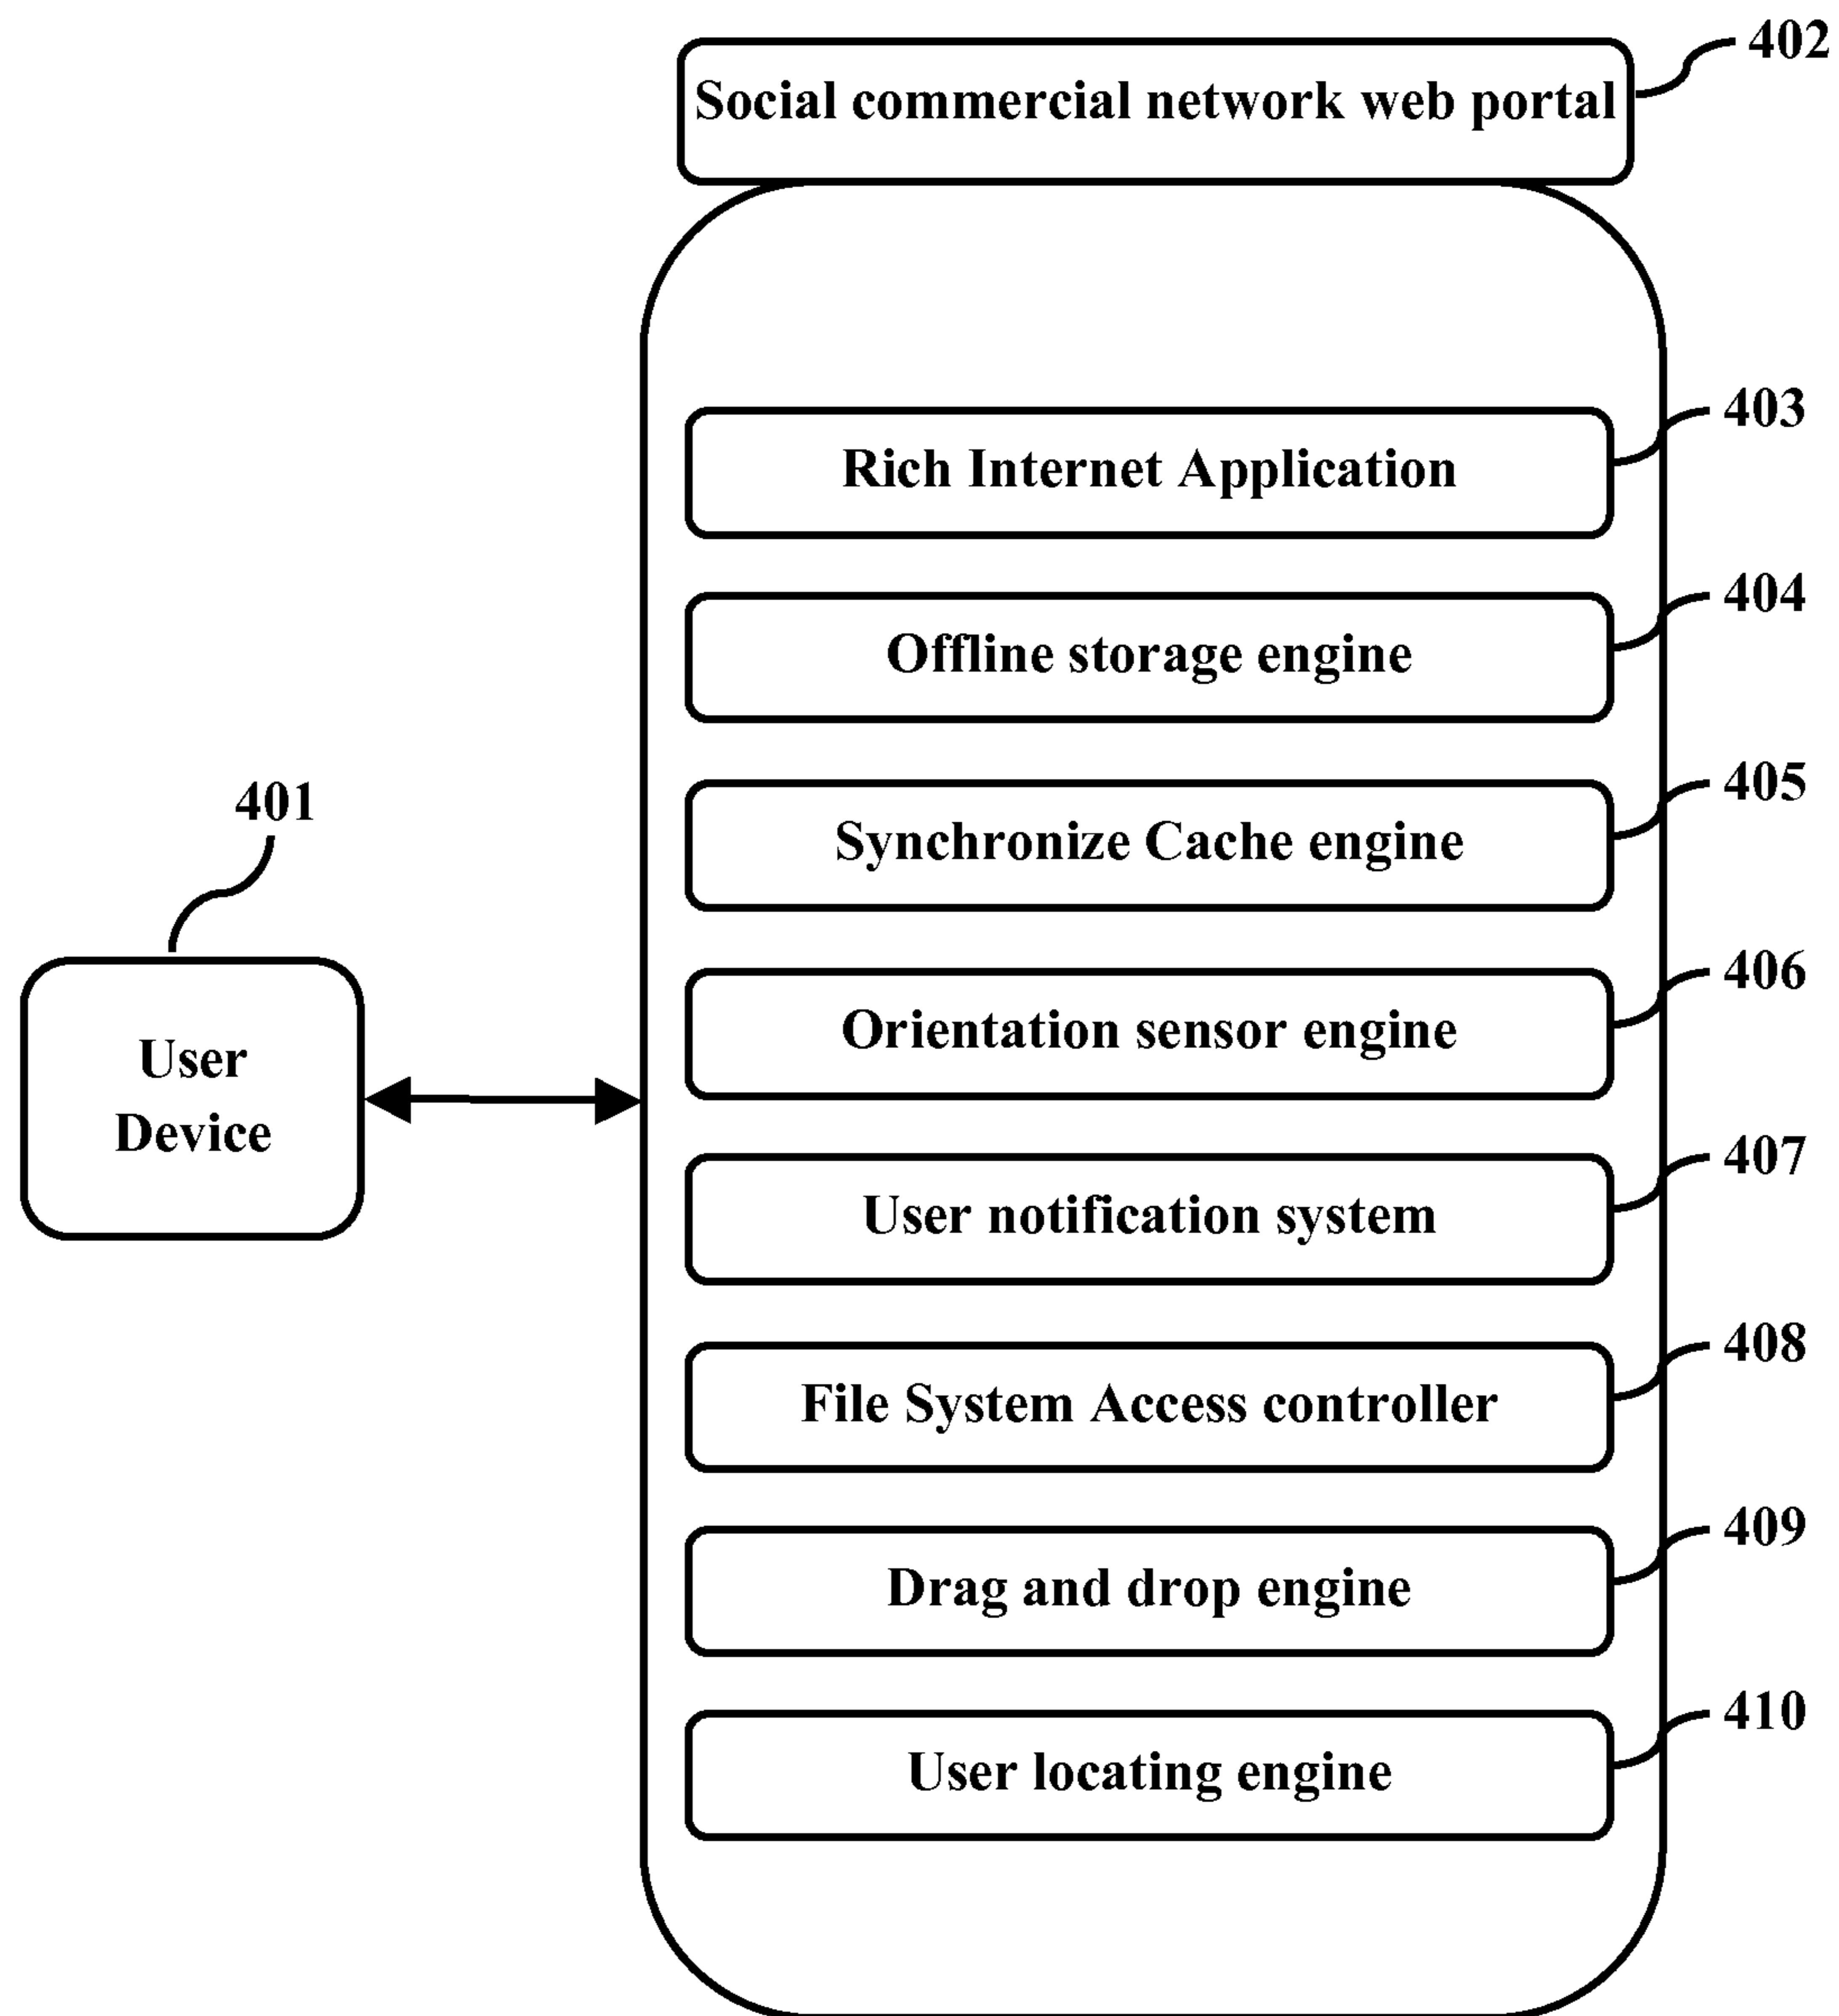 402
Social commercial network web portal
403
Rich Internet Application
404
Offline storage engine
405
Synchronize Cache engine
401
User
Device
406
Orientation sensor engine
407
User notification system
408
File System Access controller
409
Drag and drop engine
410
User locating engine